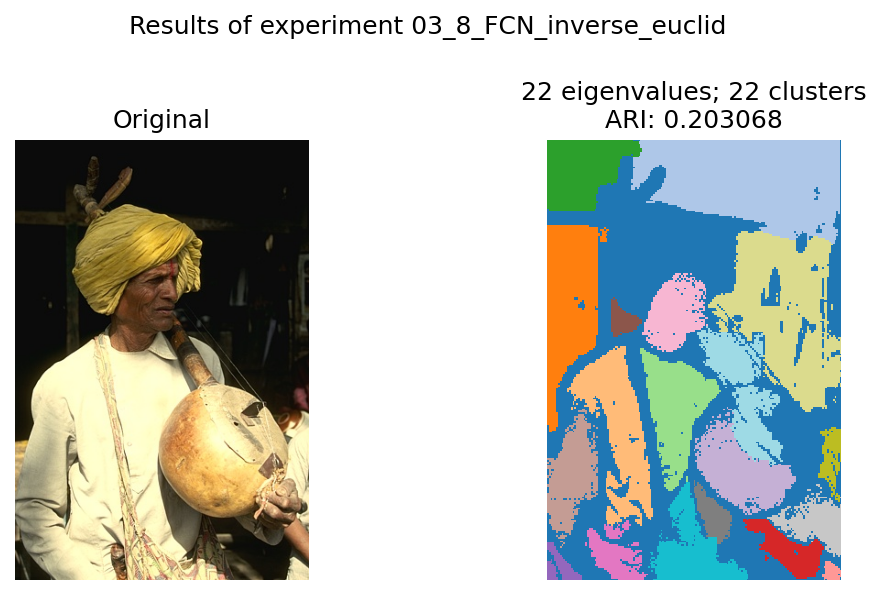 Results of experiment 03_8_FCN_inverse_euclid
Original
22 eigenvalues; 22 clusters
ARI: 0.203068